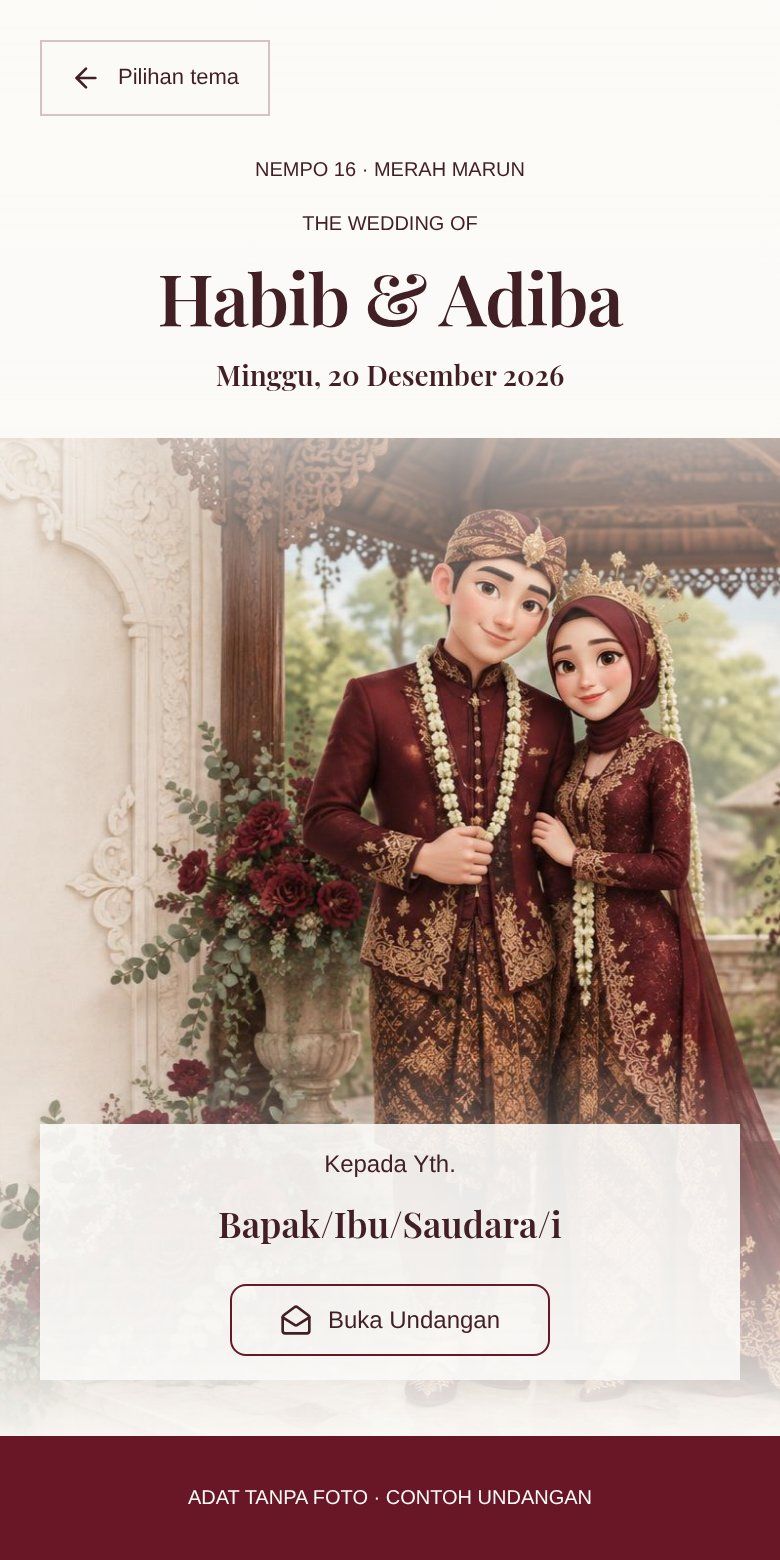 Pilihan tema
NEMPO 16 · MERAH MARUN
THE WEDDING OF
Habib & Adiba
Minggu, 20 Desember 2026
Kepada Yth.
Bapak/Ibu/Saudara/i
Buka Undangan
ADAT TANPA FOTO · CONTOH UNDANGAN